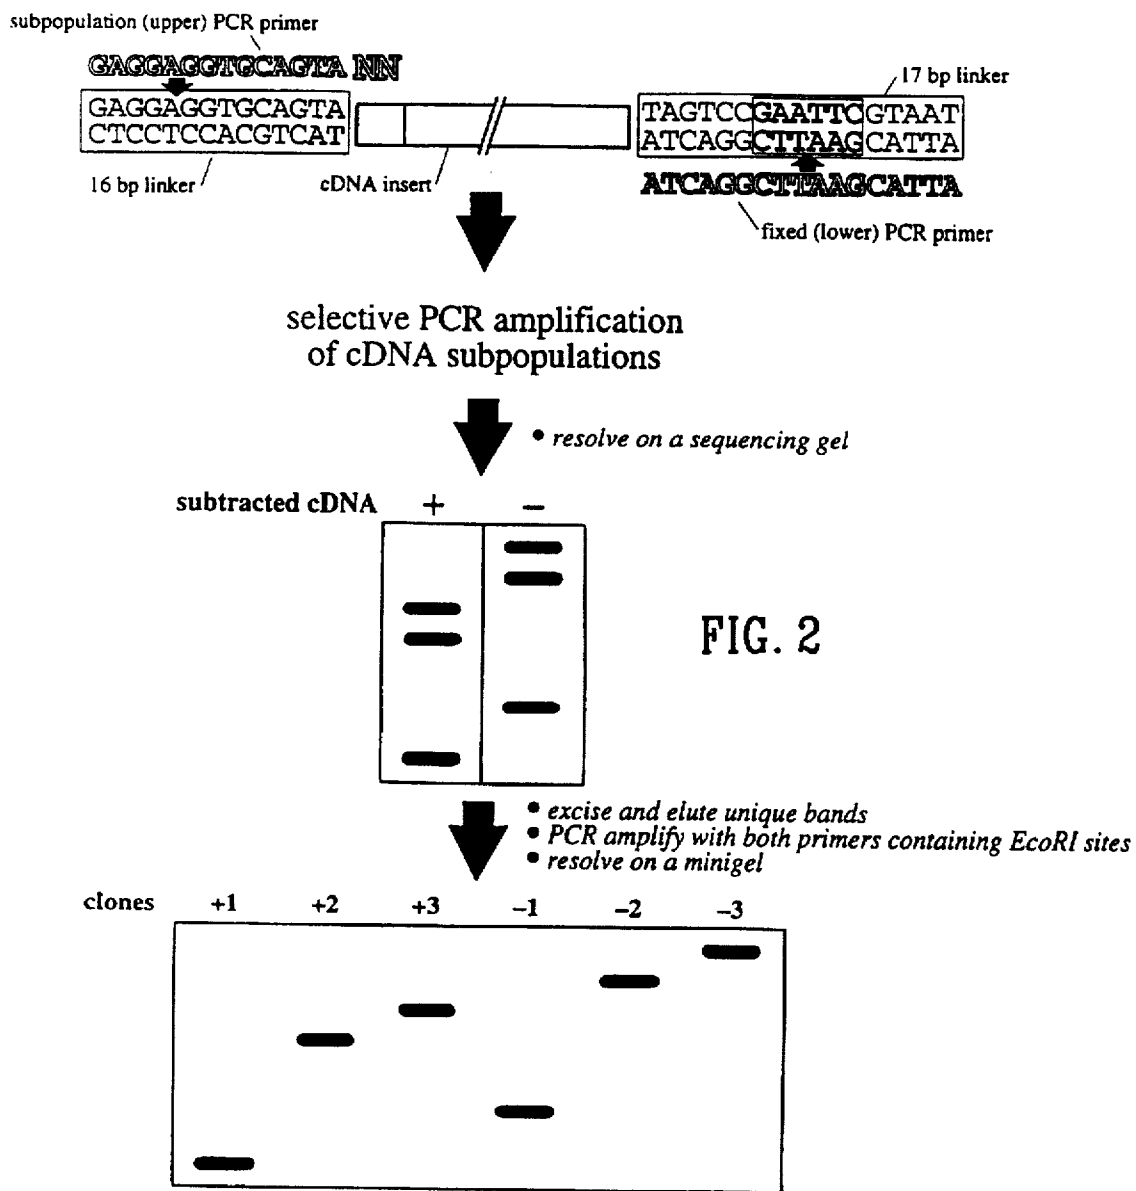 subpopulation (upper) PCR primer
GAGGAGGTGCAGTA NN
17 bp linker
GAGGAGGTGCAGTA
CTCCTCCACGTCAT
TAGTCCGAATTCGTAAT
ATCAGGCTTAAGCATTA
16 bp linker
cDNA insert
ATCAGGCTTAAGCATTA
fixed (lower) PCR primer
selective PCR amplification
of cDNA subpopulations
• resolve on a sequencing gel
subtracted cDNA + −
FIG. 2
• excise and elute unique bands
• PCR amplify with both primers containing EcoRI sites
• resolve on a minigel
clones +1 +2 +3 −1 −2 −3